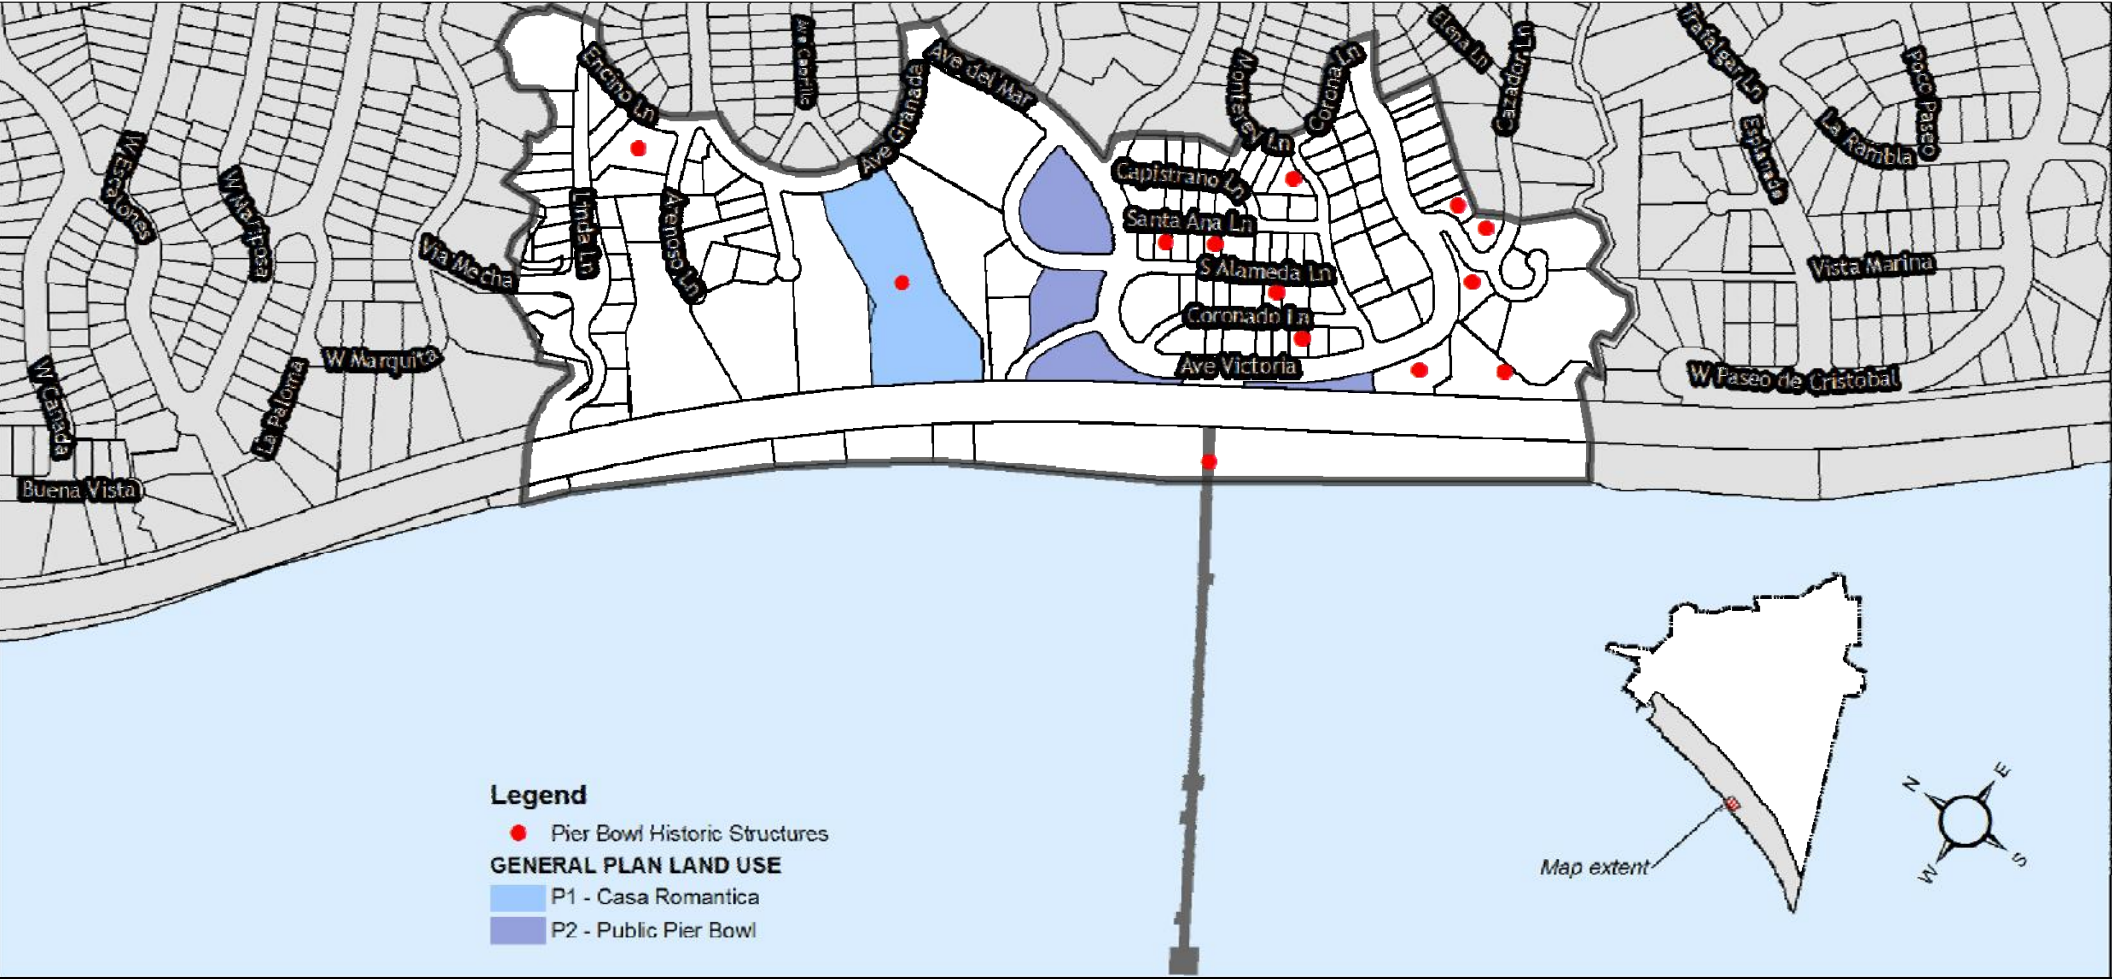 Encino Ln
Ave Cabrillo
Ave Granada
Ave del Mar
Monterey Ln
Corona Ln
Elena Ln
Cazador Ln
Trafalgar Ln
Poco Paseo
Esplanade
La Rambla
W Escalones
W Mariposa
Via Mecha
Linda Ln
Arenoso Ln
Capistrano Ln
Santa Ana Ln
S Alameda Ln
Coronado Ln
Ave Victoria
Vista Marina
W Paseo de Cristobal
W Canada
La Paloma
W Marquita
Buena Vista
Legend
Pier Bowl Historic Structures
GENERAL PLAN LAND USE
P1 - Casa Romantica
P2 - Public Pier Bowl
Map extent
N
E
W
S